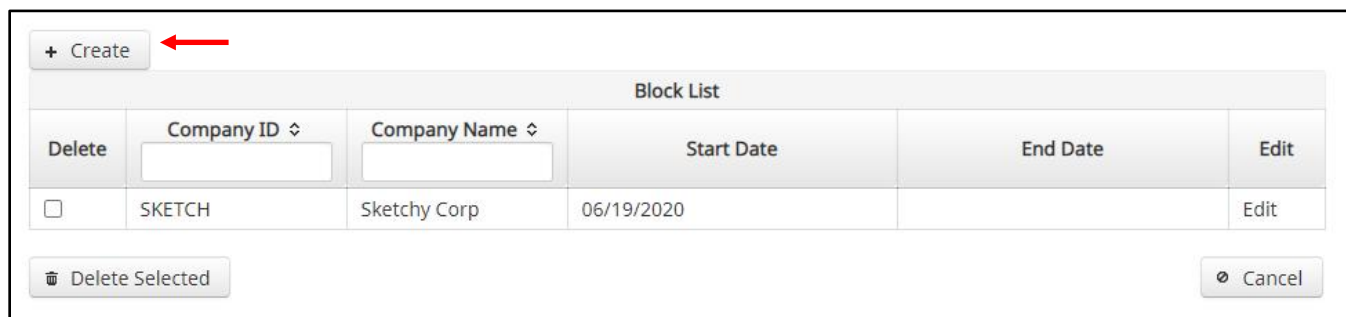 + Create
Block List
Delete
Company ID
Company Name
Start Date
End Date
Edit
SKETCH
Sketchy Corp
06/19/2020
Edit
Delete Selected
Cancel